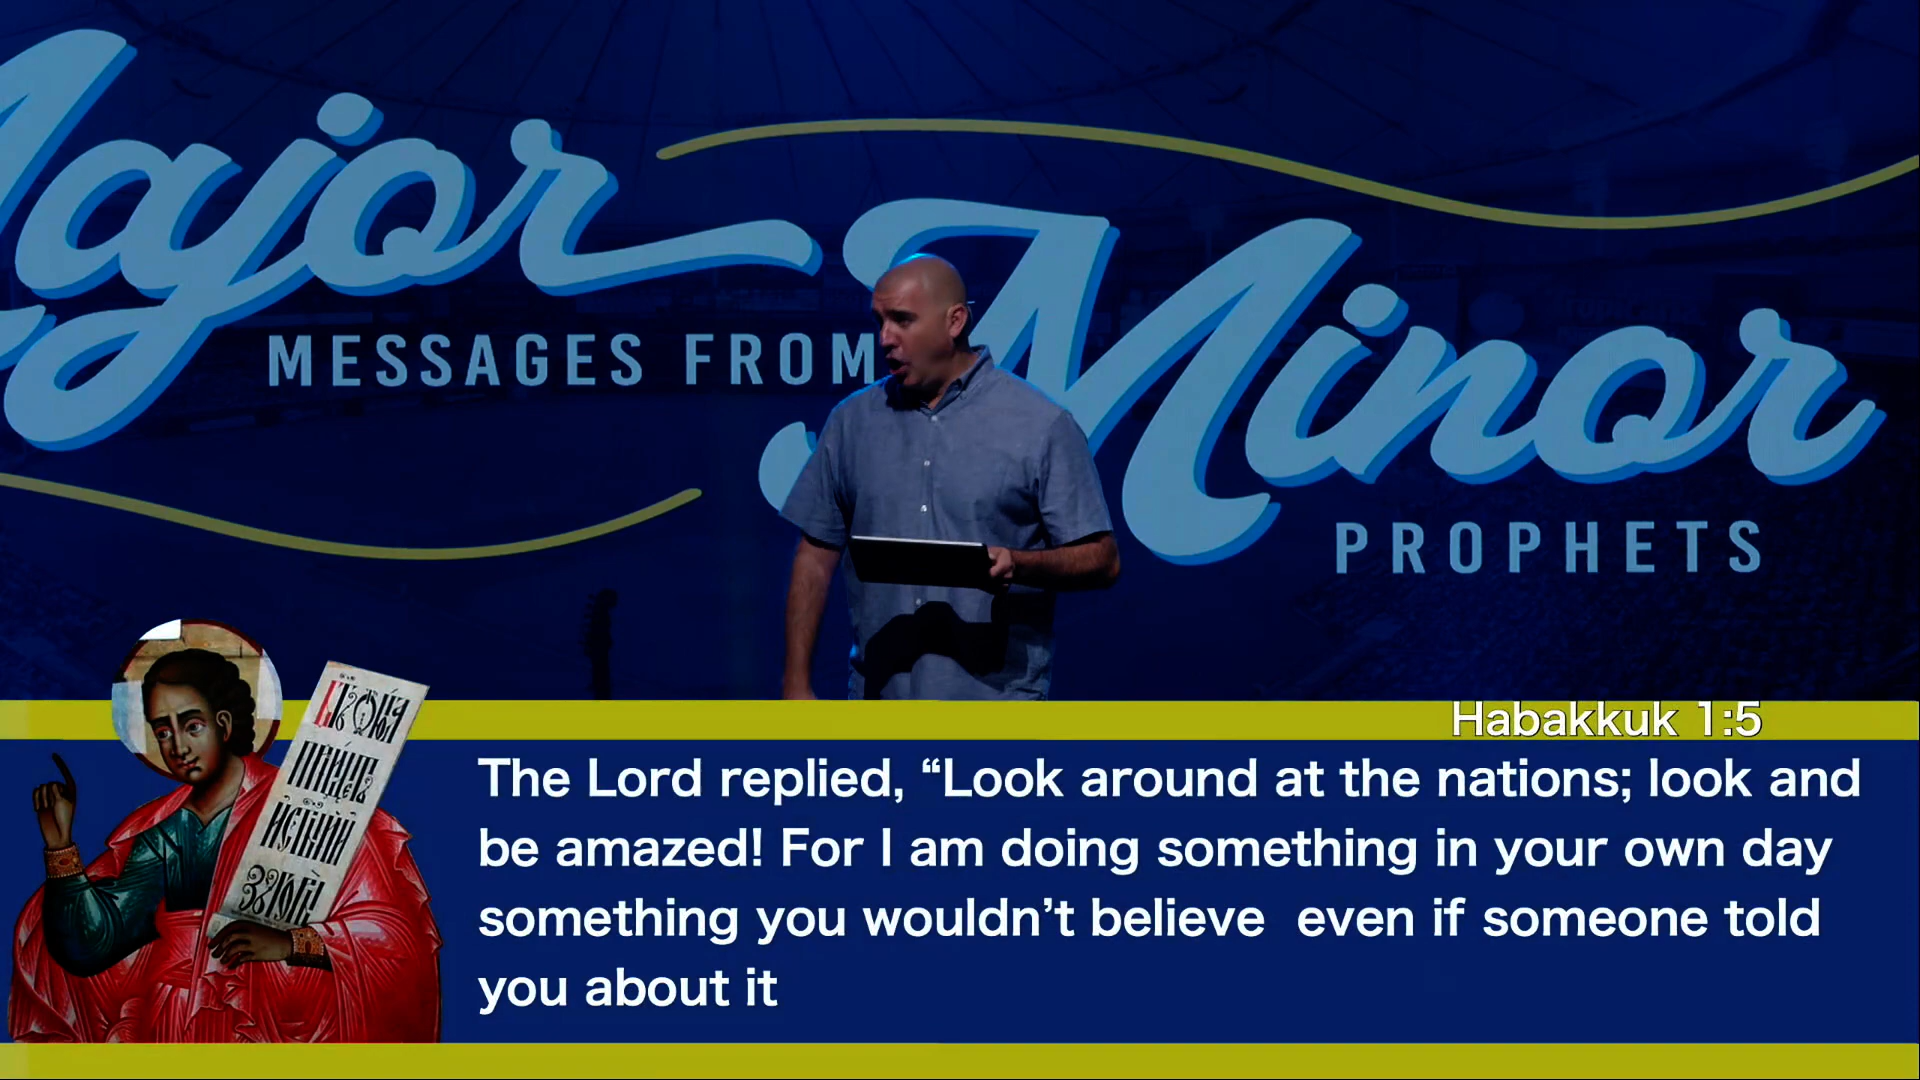 Major
MESSAGES FROM
Minor
PROPHETS
Habakkuk 1:5
The Lord replied, “Look around at the nations; look and
be amazed! For I am doing something in your own day
something you wouldn’t believe  even if someone told
you about it